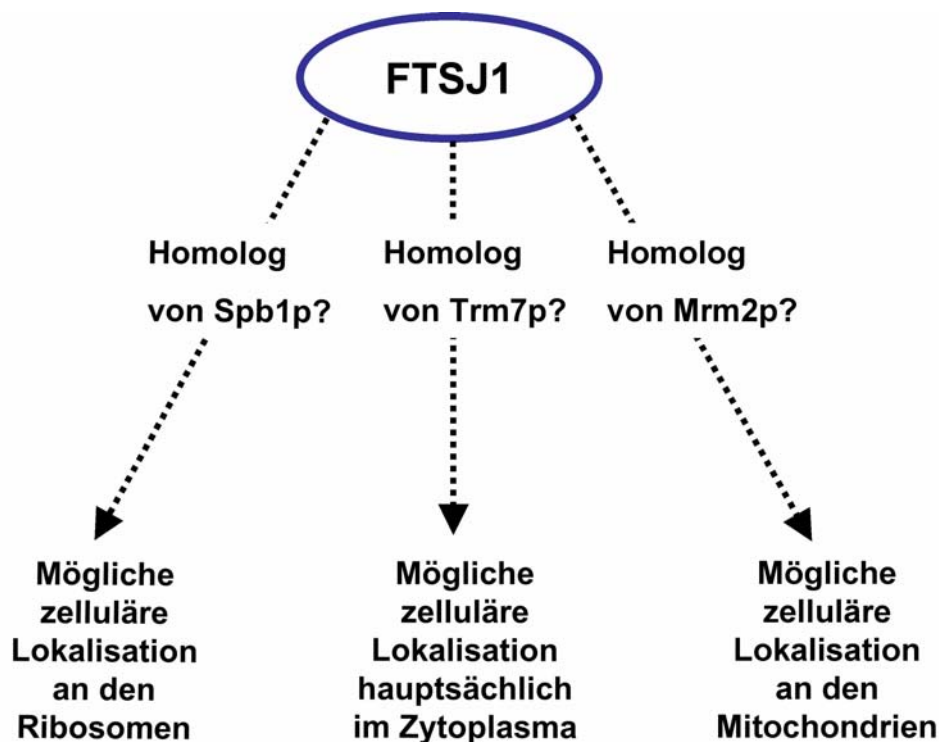 FTSJ1
Homolog
von Spb1p?
Homolog
von Trm7p?
Homolog
von Mrm2p?
Mögliche
zelluläre
Lokalisation
an den
Ribosomen
Mögliche
zelluläre
Lokalisation
hauptsächlich
im Zytoplasma
Mögliche
zelluläre
Lokalisation
an den
Mitochondrien